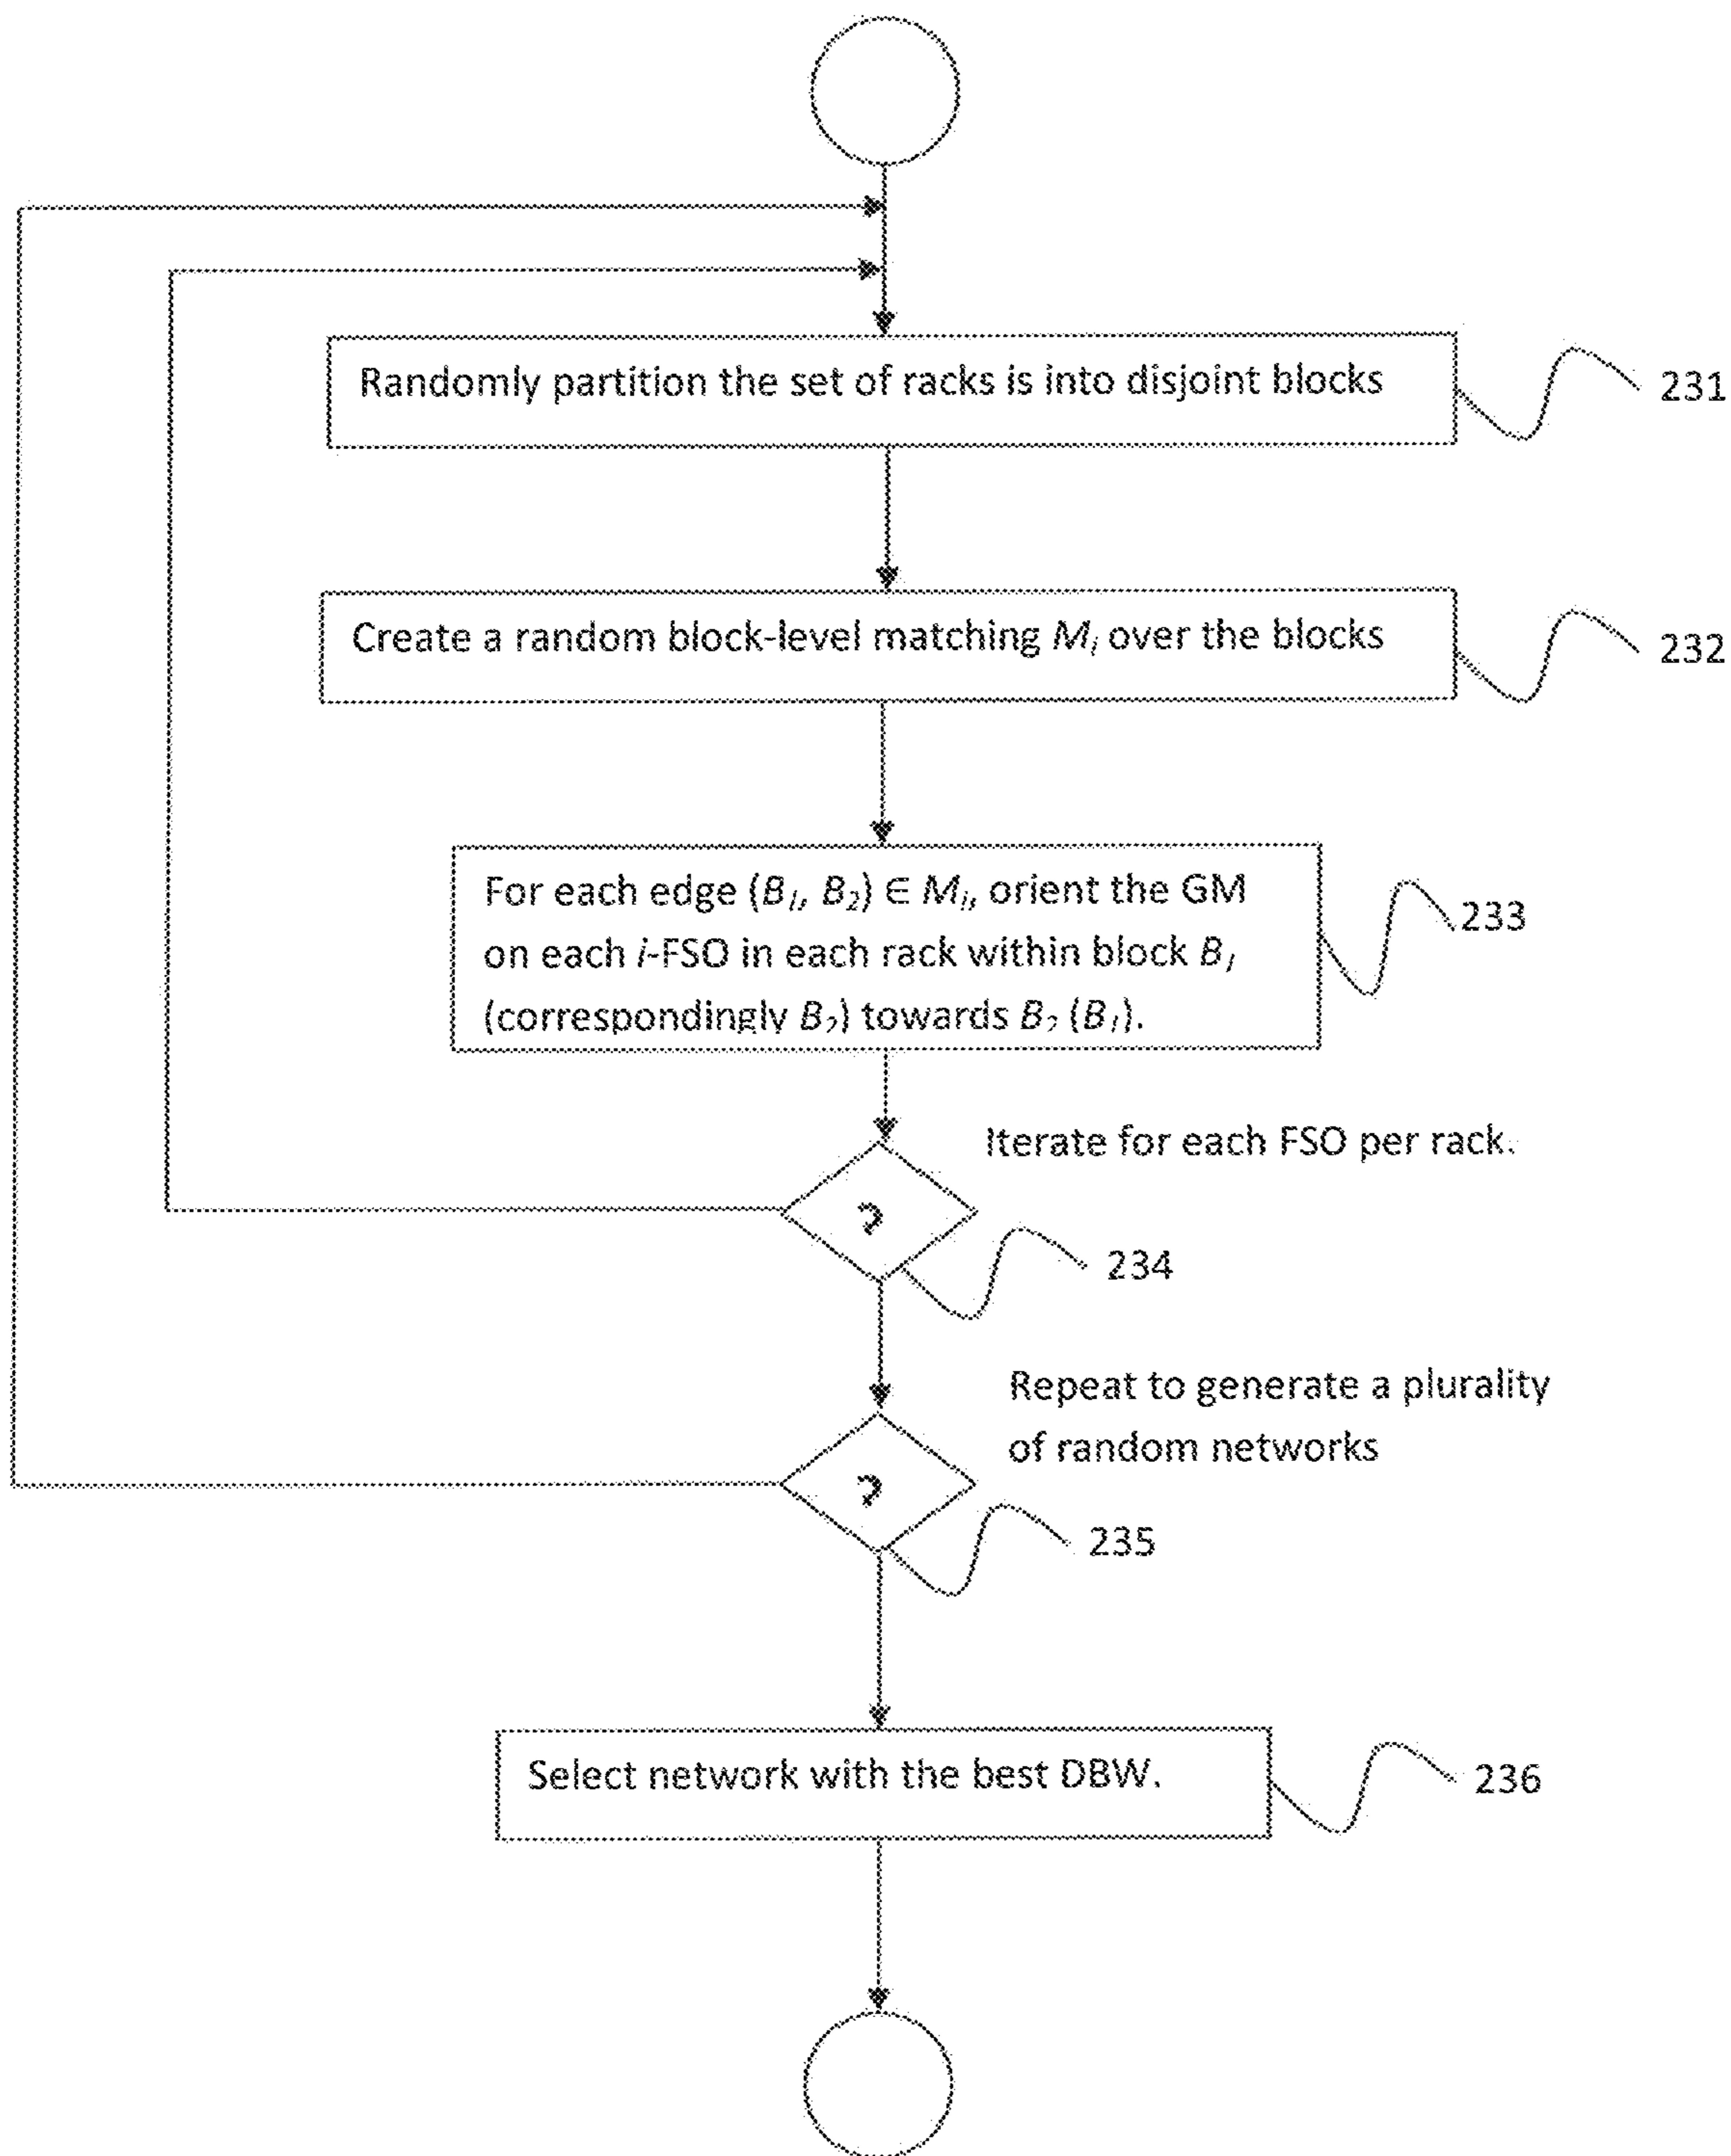 Randomly partition the set of racks is into disjoint blocks
231
Create a random block-level matching Mi over the blocks
232
For each edge (B1, B2) ∈ Mi, orient the GM
on each i-FSO in each rack within block B1
(correspondingly B2) towards B2 (B1).
233
Iterate for each FSO per rack.
?
234
Repeat to generate a plurality
of random networks
?
235
Select network with the best DBW.
236